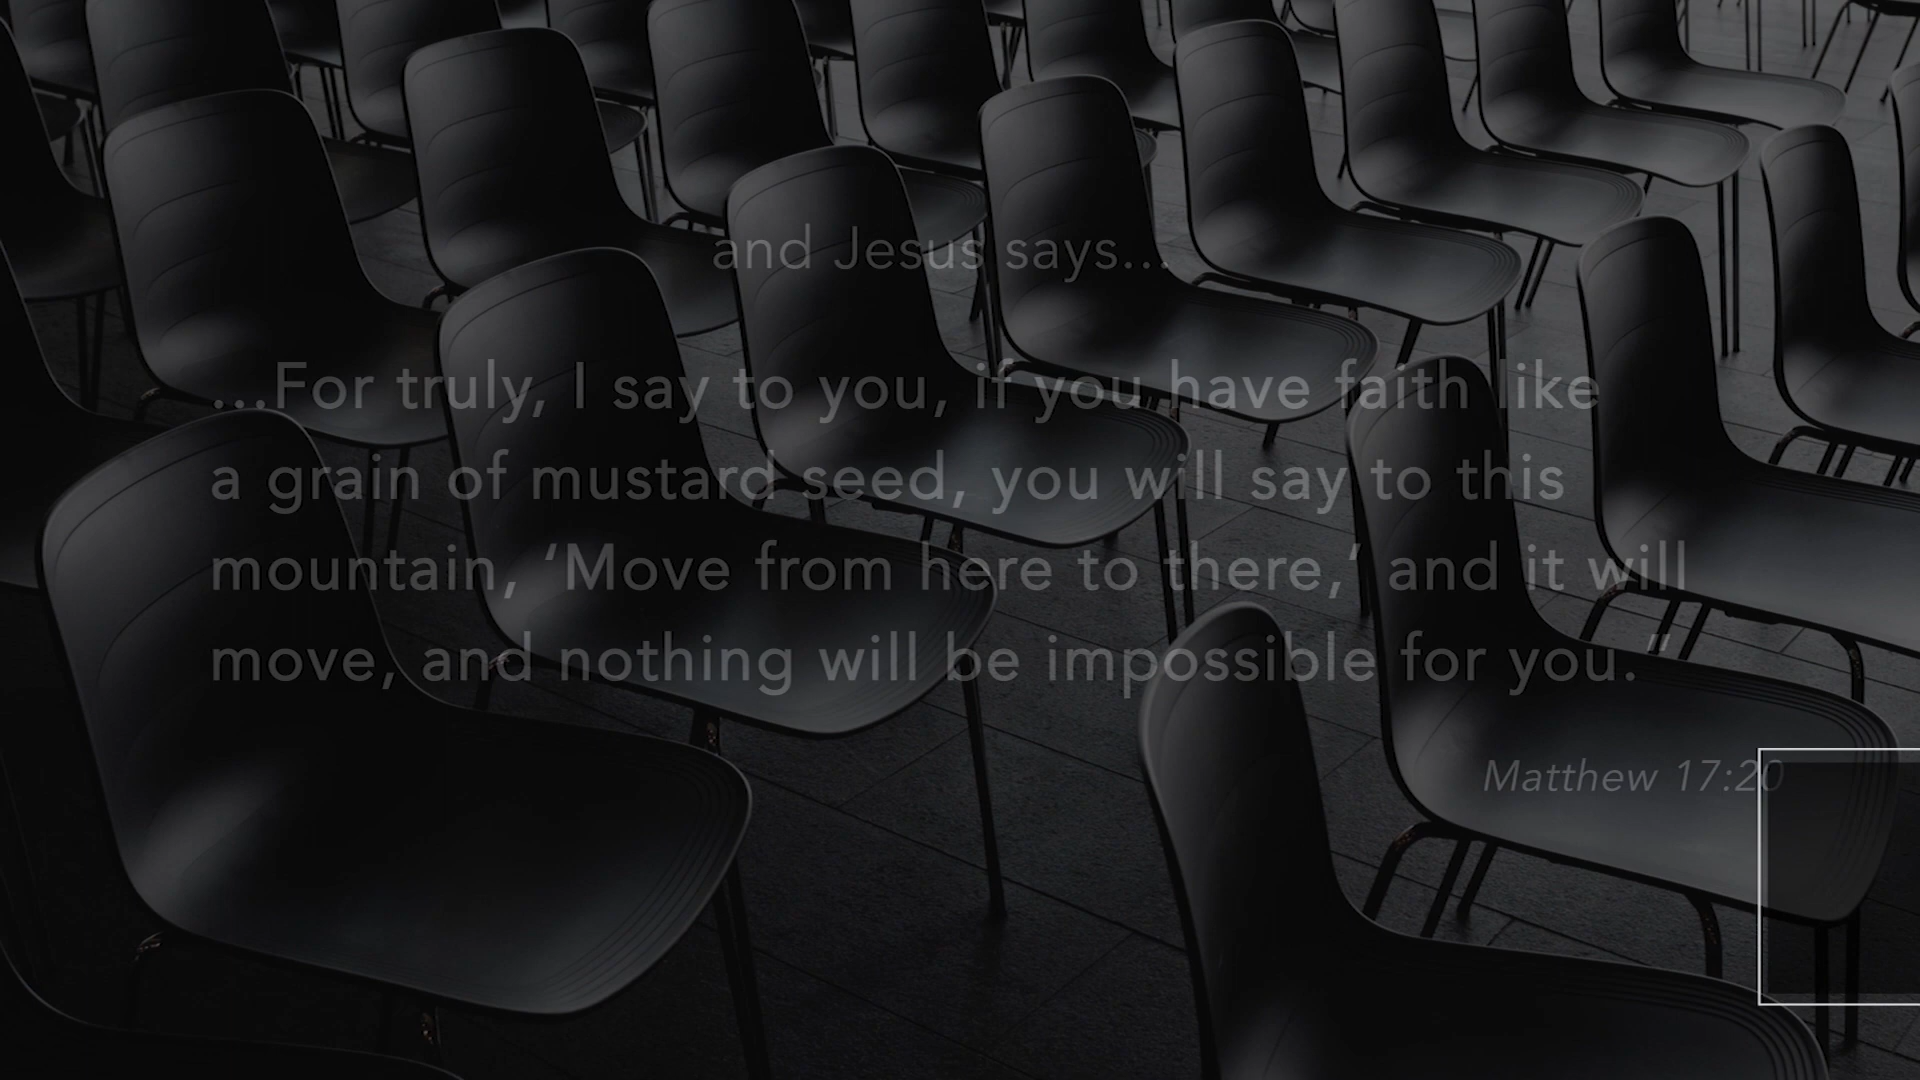 and Jesus says...
...For truly, I say to you, if you have faith like
a grain of mustard seed, you will say to this
mountain, ‘Move from here to there,‘ and it will
move, and nothing will be impossible for you.”
Matthew 17:20